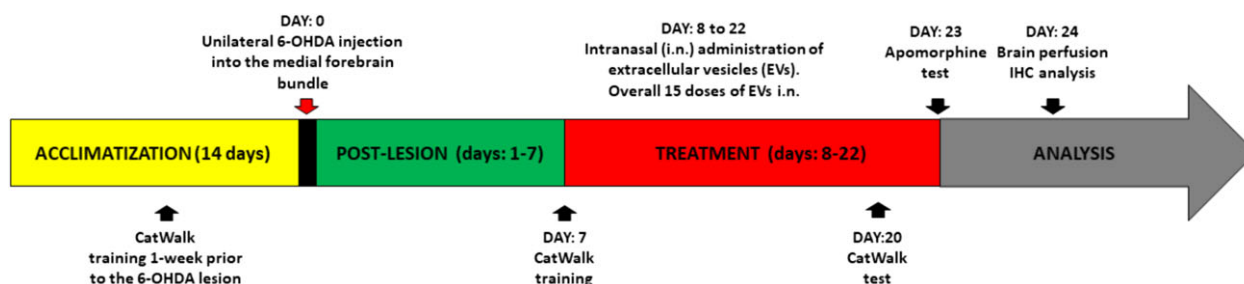 DAY: 0
Unilateral 6-OHDA injection
into the medial forebrain
bundle
DAY: 8 to 22
Intranasal (i.n.) administration of
extracellular vesicles (EVs).
Overall 15 doses of EVs i.n.
DAY: 23
Apomorphine
test
DAY: 24
Brain perfusion
IHC analysis
ACCLIMATIZATION (14 days)
POST-LESION (days: 1-7)
TREATMENT (days: 8-22)
ANALYSIS
CatWalk
training 1-week prior
to the 6-OHDA lesion
DAY: 7
CatWalk
training
DAY:20
CatWalk
test